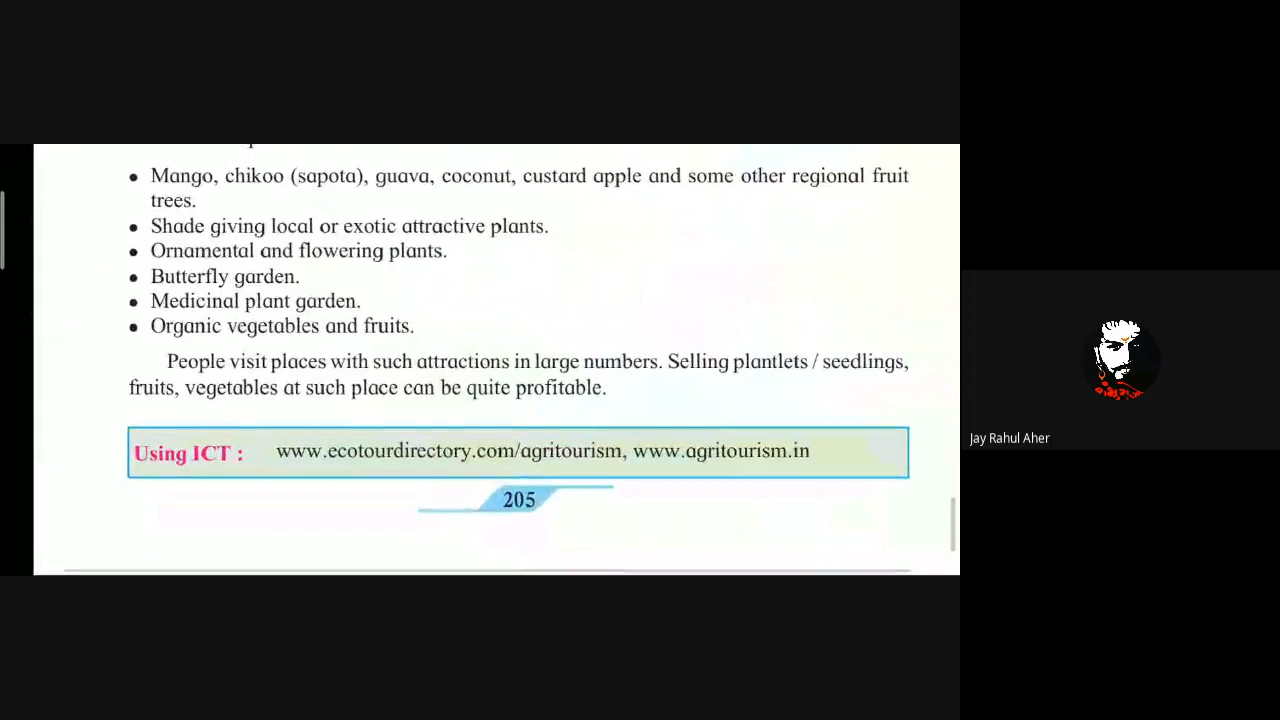 • Mango, chikoo (sapota), guava, coconut, custard apple and some other regional fruit
trees.
• Shade giving local or exotic attractive plants.
• Ornamental and flowering plants.
• Butterfly garden.
• Medicinal plant garden.
• Organic vegetables and fruits.
People visit places with such attractions in large numbers. Selling plantlets / seedlings,
fruits, vegetables at such place can be quite profitable.
Using ICT : www.ecotourdirectory.com/agritourism, www.agritourism.in
205
Jay Rahul Aher